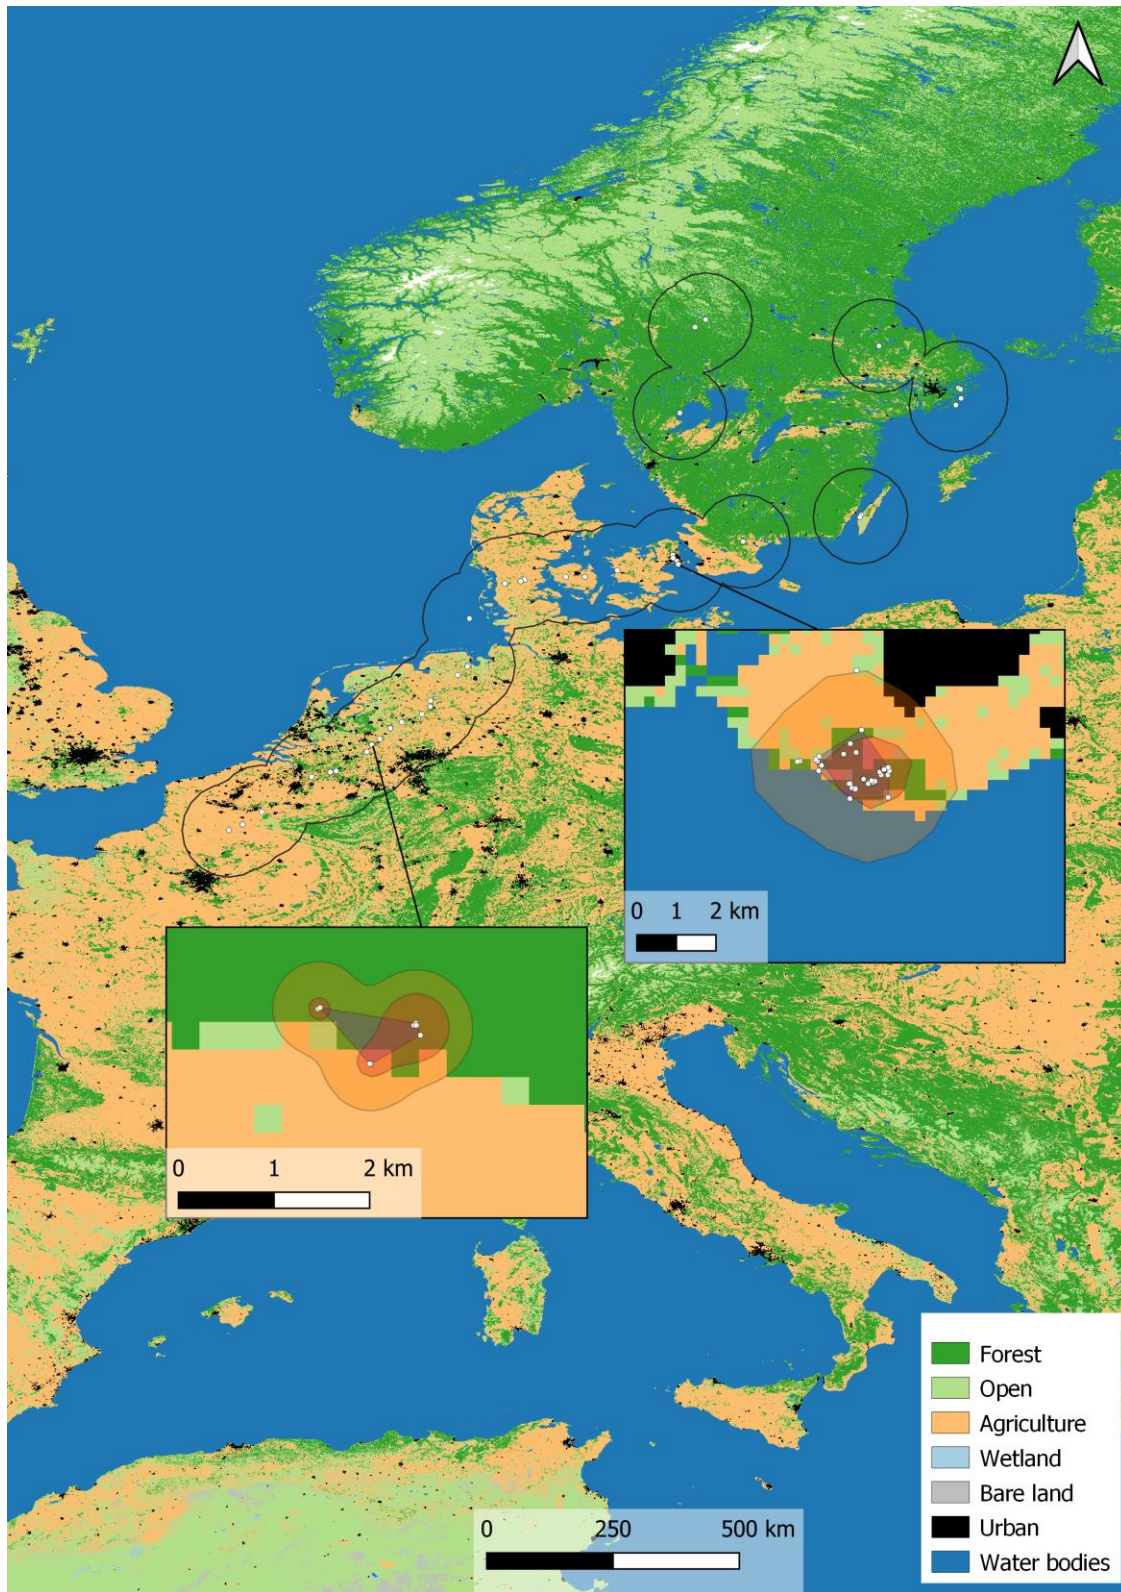 0 1 2 km
0 1 2 km
Forest
Open
Agriculture
Wetland
Bare land
Urban
Water bodies
0 250 500 km